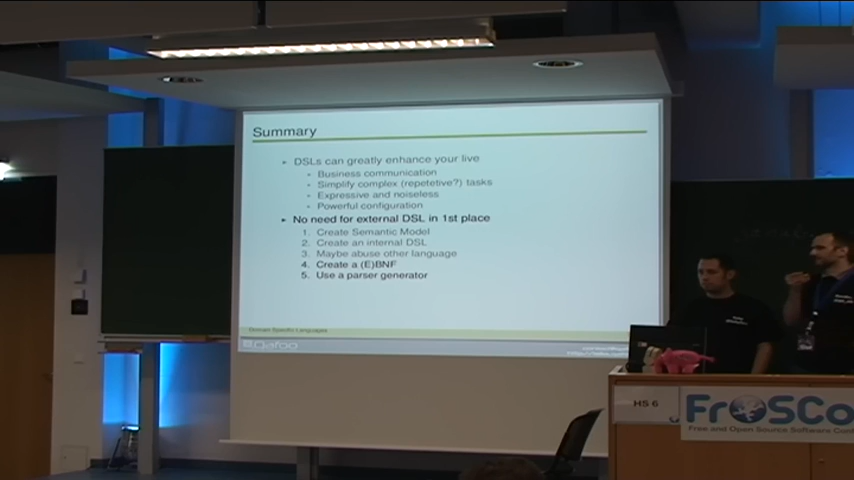 Summary
DSLs can greatly enhance your live
Business communication
Simplify complex (repetetive?) tasks
Expressive and noiseless
Powerful configuration
No need for external DSL in 1st place
1. Create Semantic Model
2. Create an internal DSL
3. Maybe abuse other language
4. Create a (E)BNF
5. Use a parser generator
Domain Specific Languages
Qafoo
HS 6
FrOSCo
Free and Open Source Software Con